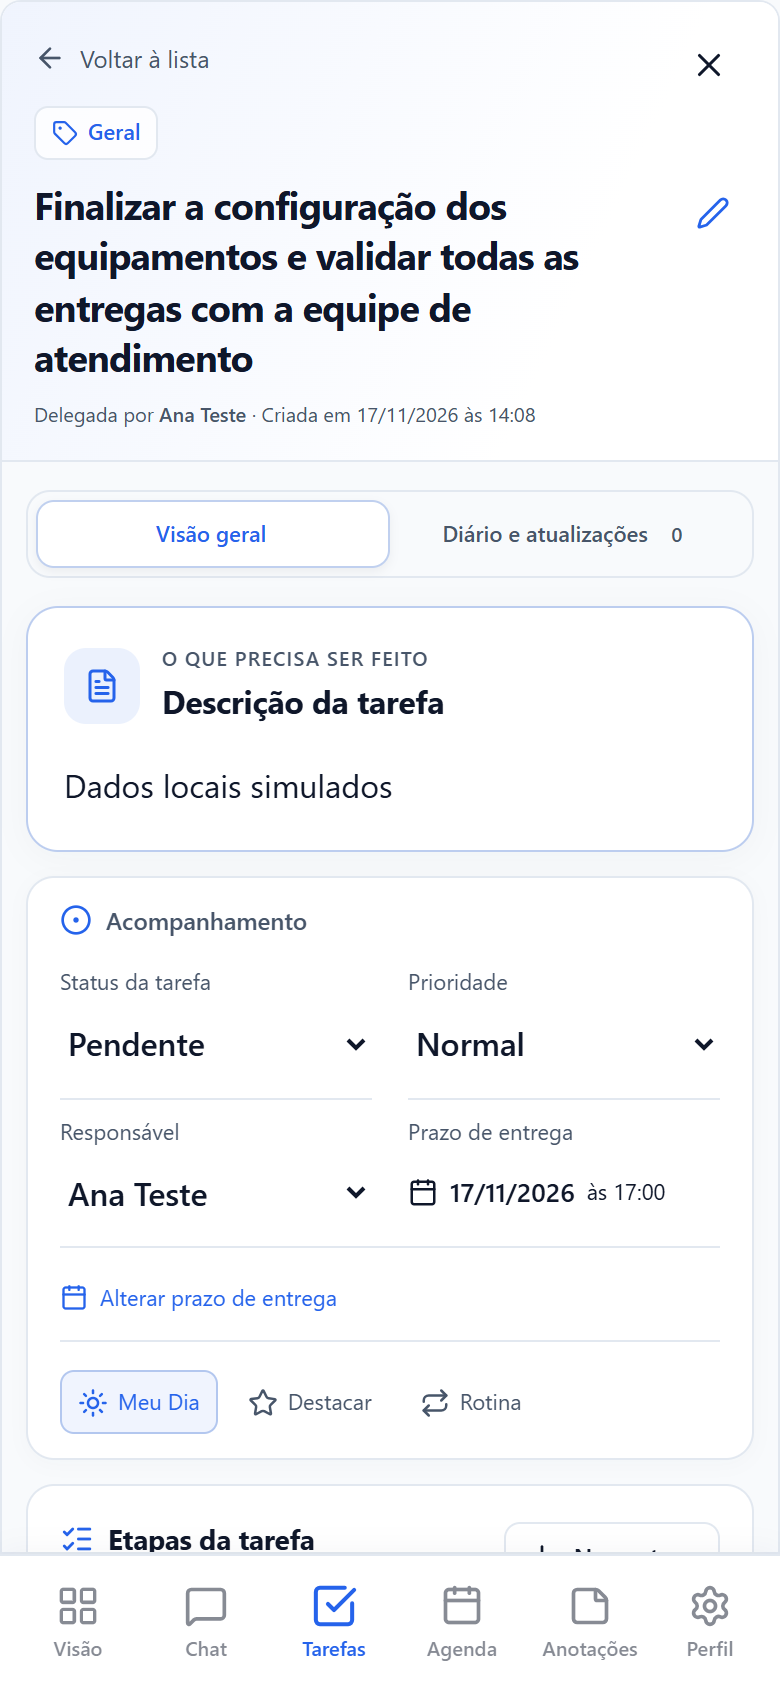 Voltar à lista
Geral
Finalizar a configuração dos
equipamentos e validar todas as
entregas com a equipe de
atendimento
Delegada por Ana Teste · Criada em 17/11/2026 às 14:08
Visão geral
Diário e atualizações 0
O QUE PRECISA SER FEITO
Descrição da tarefa
Dados locais simulados
Acompanhamento
Status da tarefa
Prioridade
Pendente
Normal
Responsável
Prazo de entrega
Ana Teste
17/11/2026 às 17:00
Alterar prazo de entrega
Meu Dia
Destacar
Rotina
Etapas da tarefa
Visão
Chat
Tarefas
Agenda
Anotações
Perfil